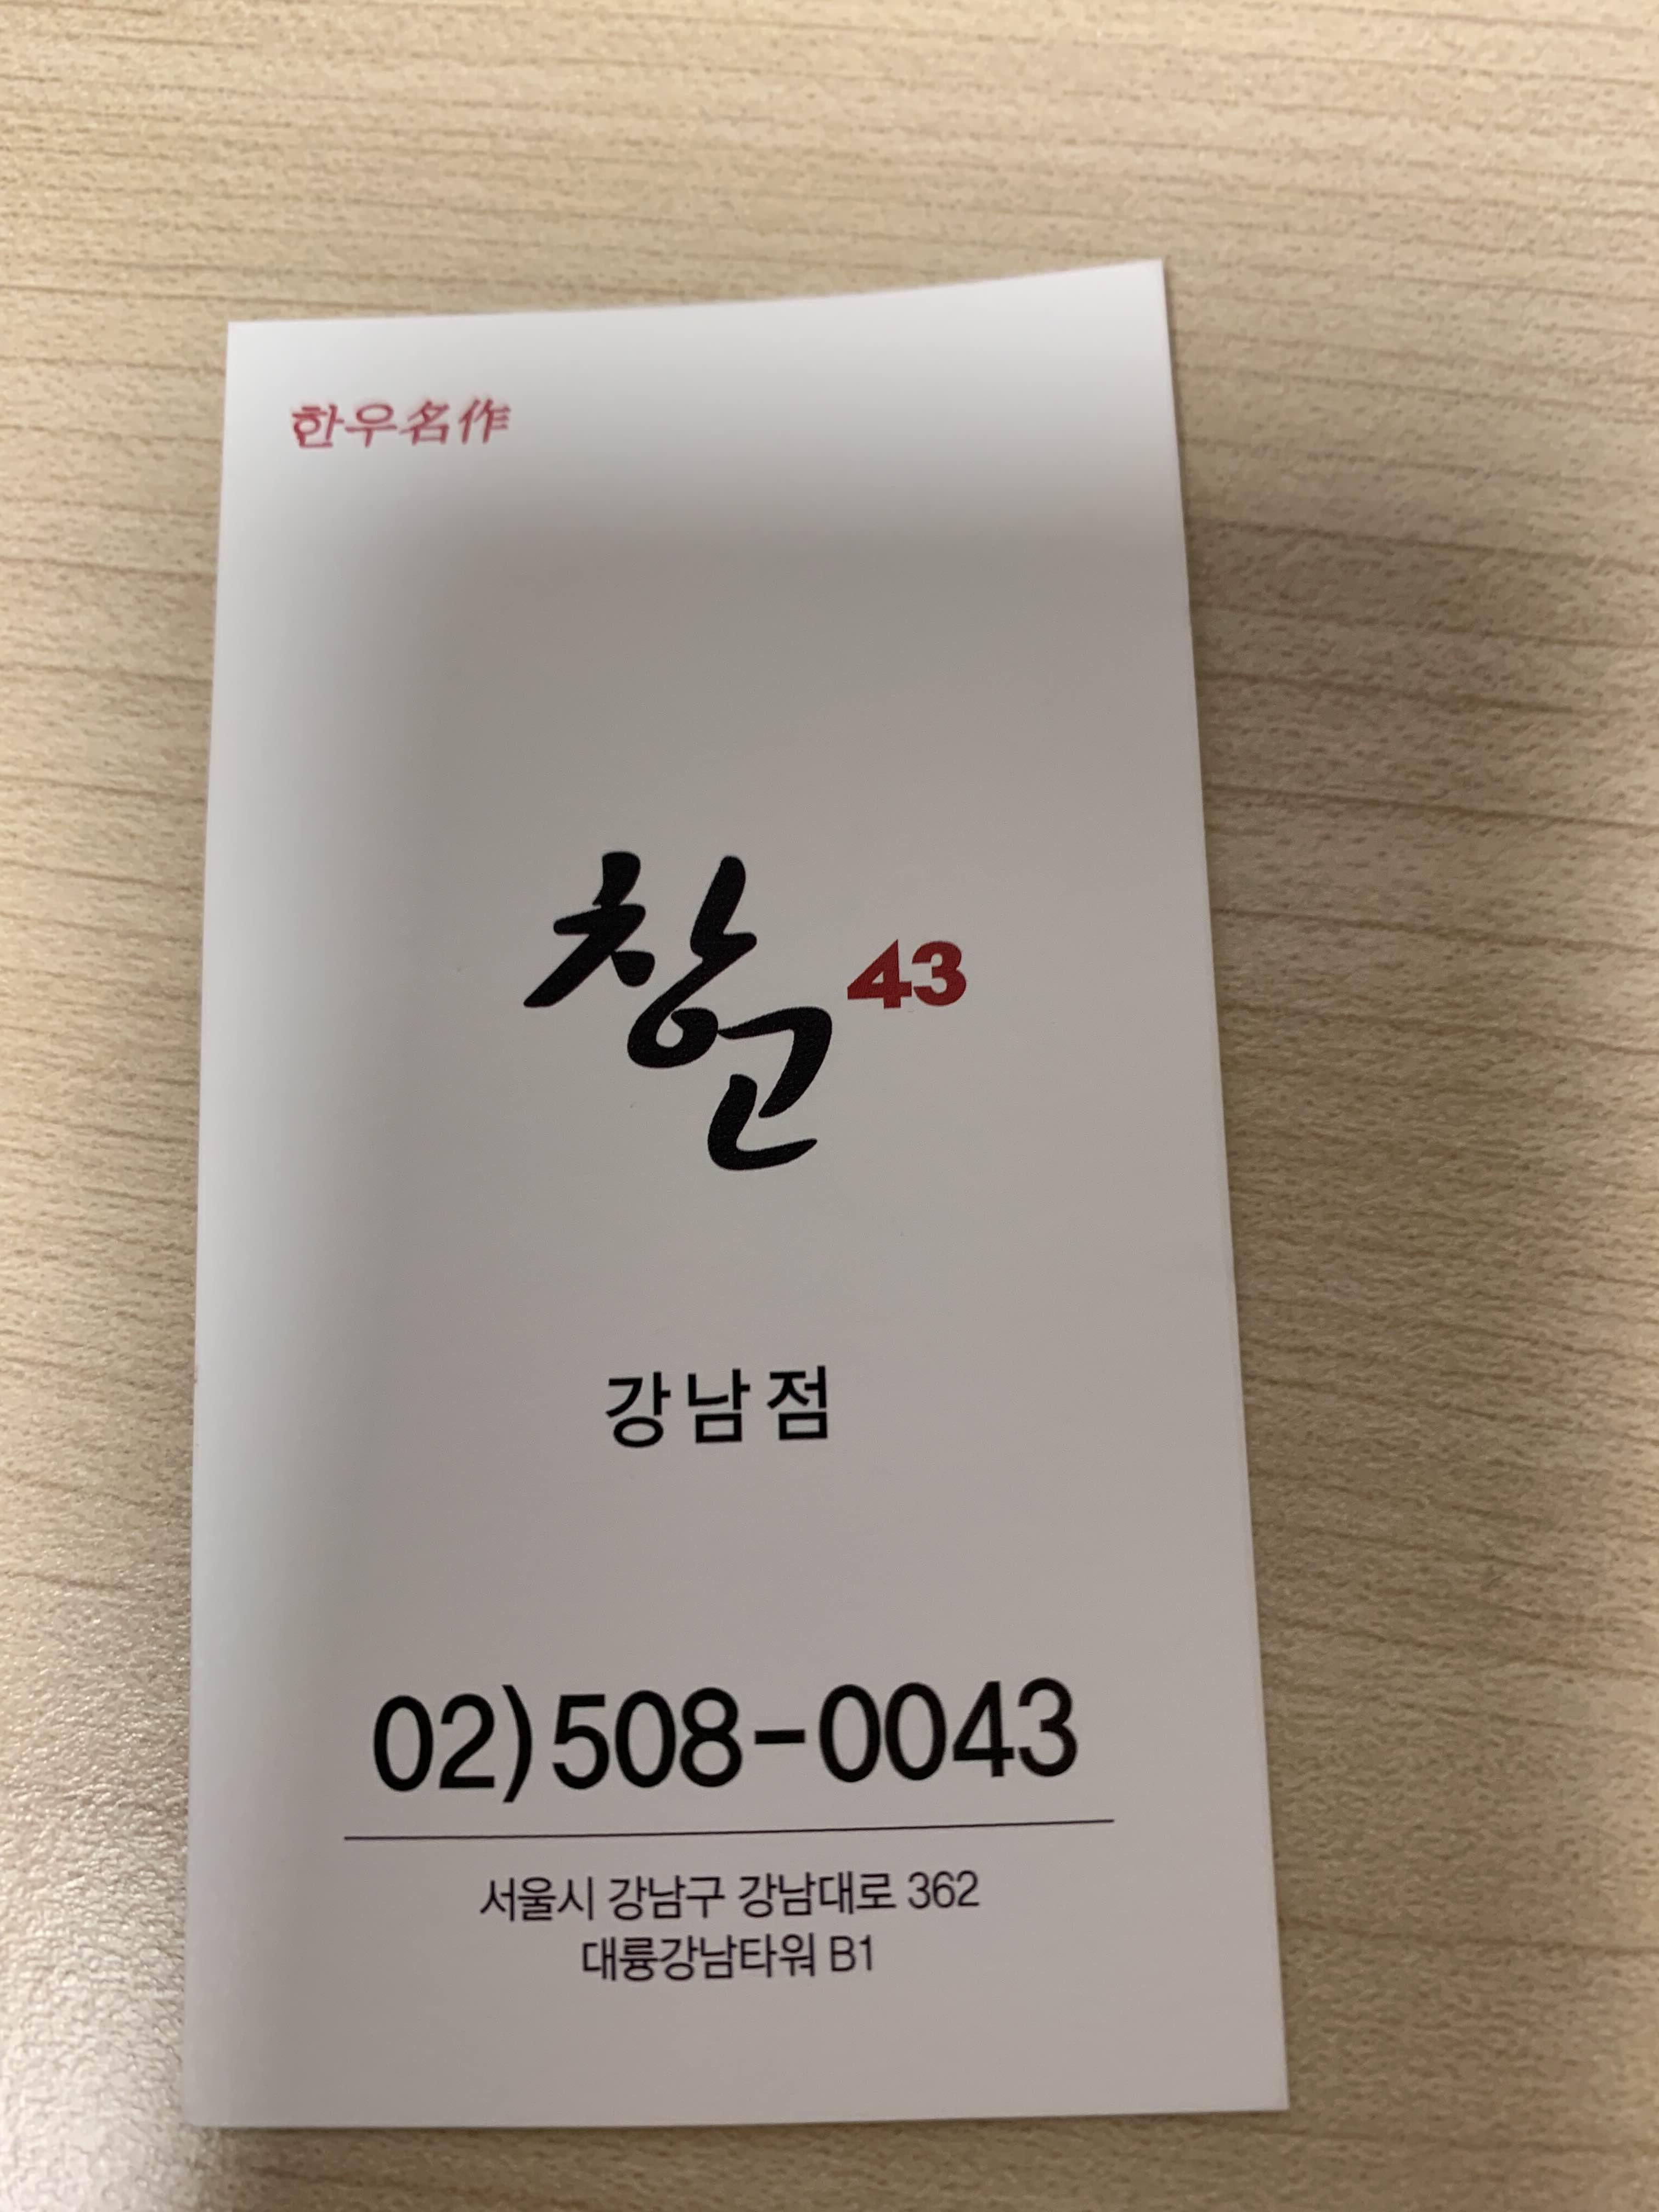 한우名作
창고43
강남점
02)508-0043
서울시 강남구 강남대로 362
대륭강남타워 B1